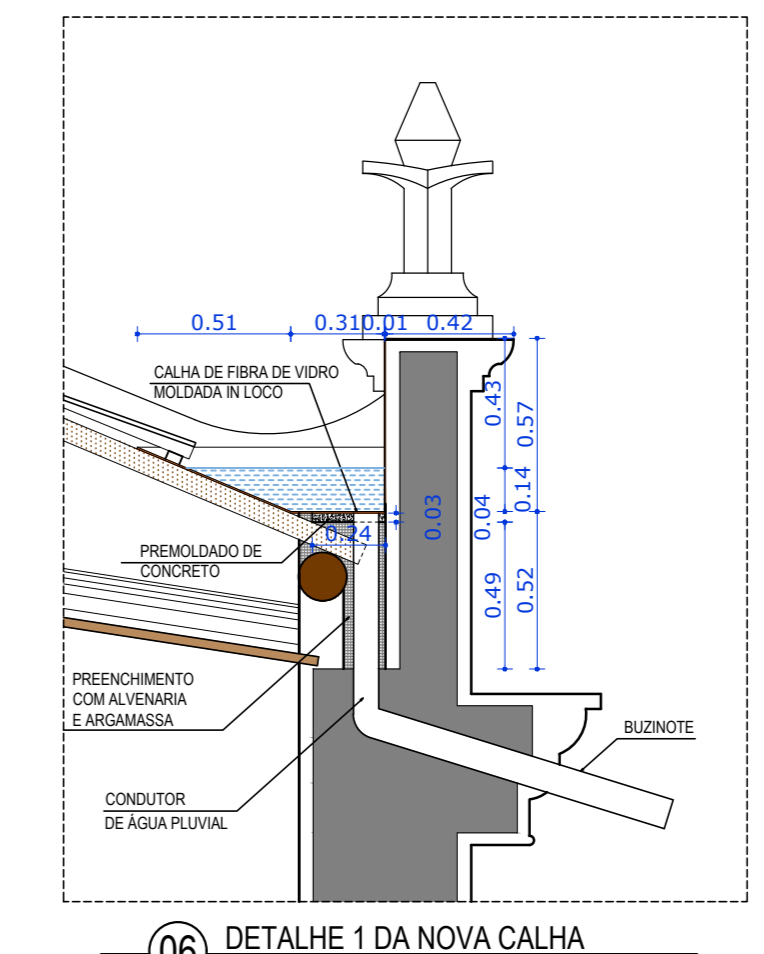 0.51
0.31
0.01
0.42
CALHA DE FIBRA DE VIDRO
MOLDADA IN LOCO
0.43
0.57
0.14
0.03
0.04
0.24
PREMOLDADO DE
CONCRETO
0.49
0.52
PREENCHIMENTO
COM ALVENARIA
E ARGAMASSA
BUZINOTE
CONDUTOR
DE ÁGUA PLUVIAL
06
DETALHE 1 DA NOVA CALHA